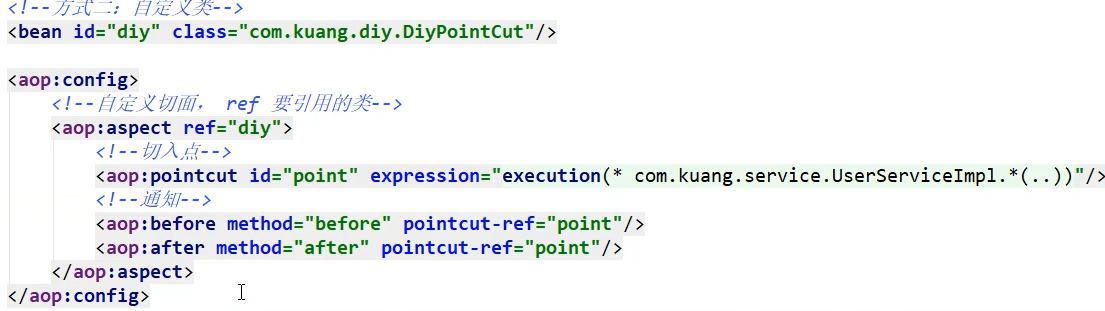 <!--方式二：自定义类-->
<bean id="diy" class="com.kuang.diy.DiyPointCut"/>
<aop:config>
<!--自定义切面， ref 要引用的类-->
<aop:aspect ref="diy">
<!--切入点-->
<aop:pointcut id="point" expression="execution(* com.kuang.service.UserServiceImpl.*(..))"/>
<!--通知-->
<aop:before method="before" pointcut-ref="point"/>
<aop:after method="after" pointcut-ref="point"/>
</aop:aspect>
</aop:config>